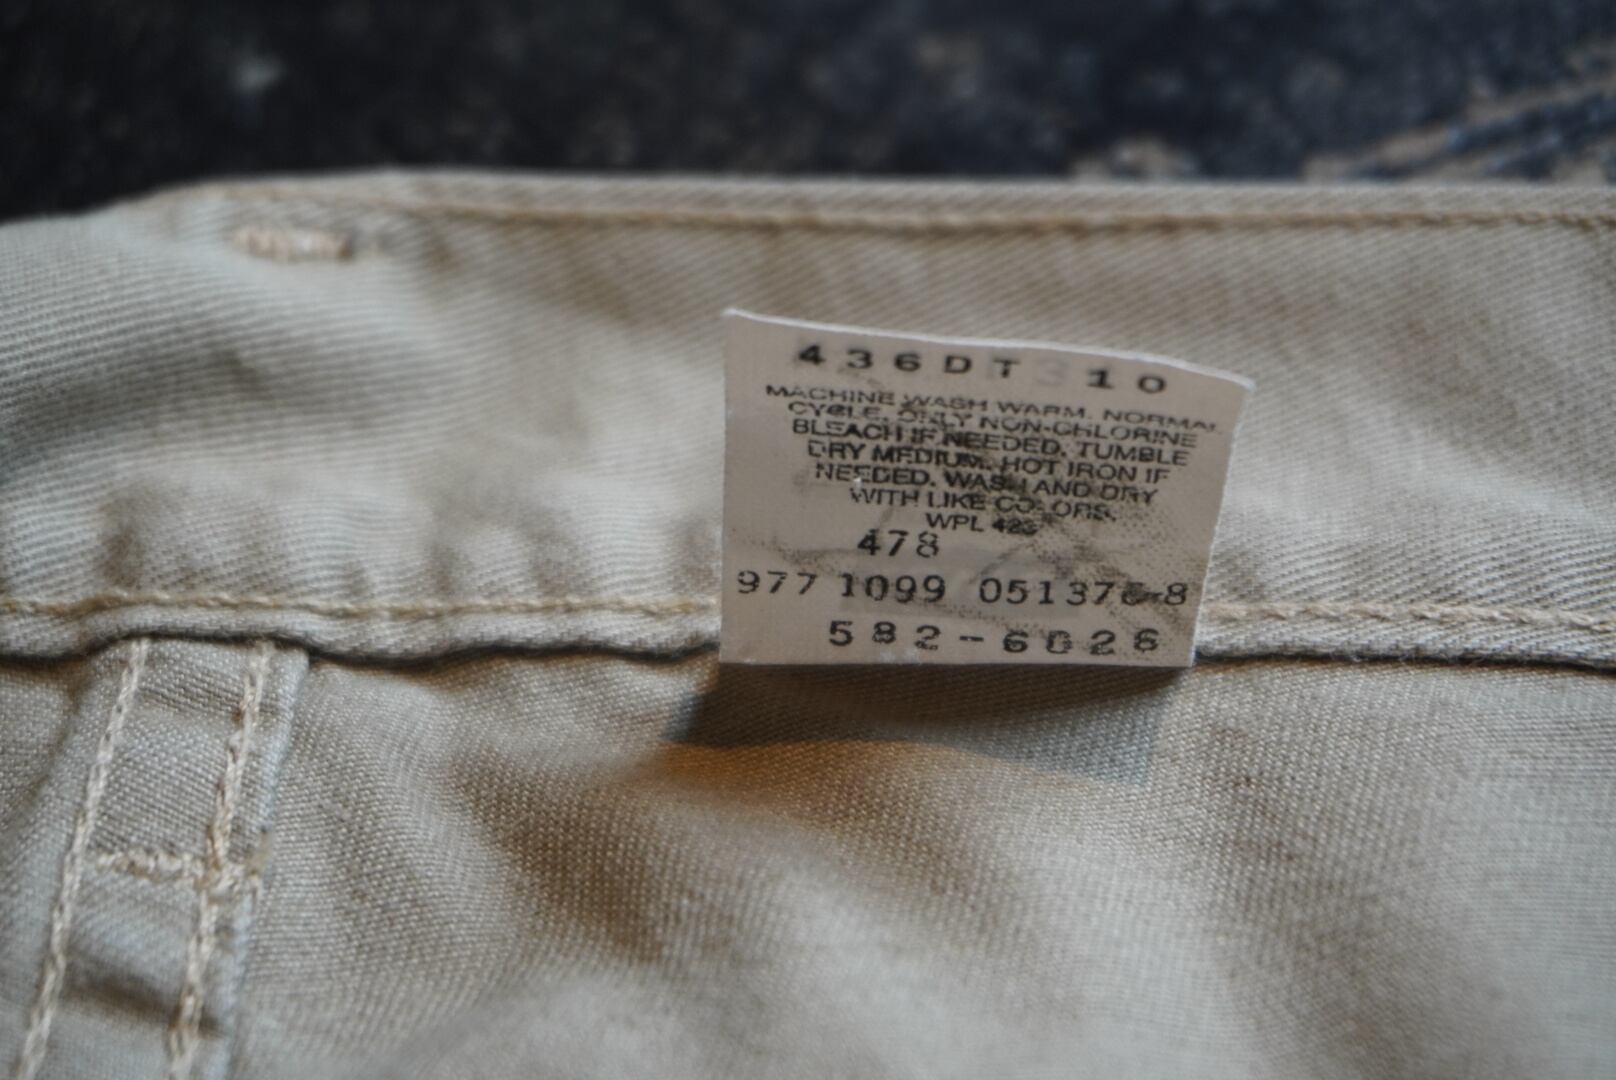 436DT 10
MACHINE WASH WARM. NORMAL
CYCLE. ONLY NON-CHLORINE
BLEACH IF NEEDED. TUMBLE
DRY MEDIUM. HOT IRON IF
NEEDED. WASH AND DRY
WITH LIKE COLORS.
WPL
478
977 1099
582-6026